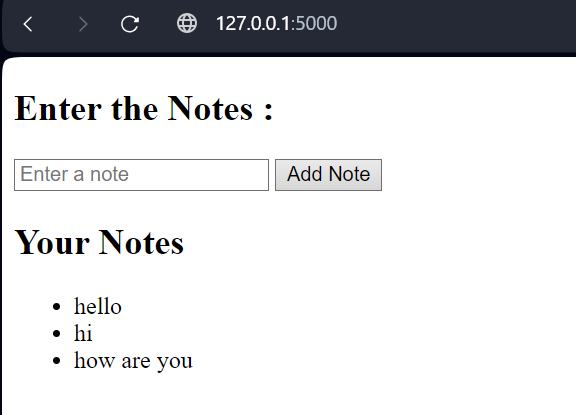 127.0.0.1:5000
Enter the Notes :
Enter a note Add Note
Your Notes
hello
hi
how are you